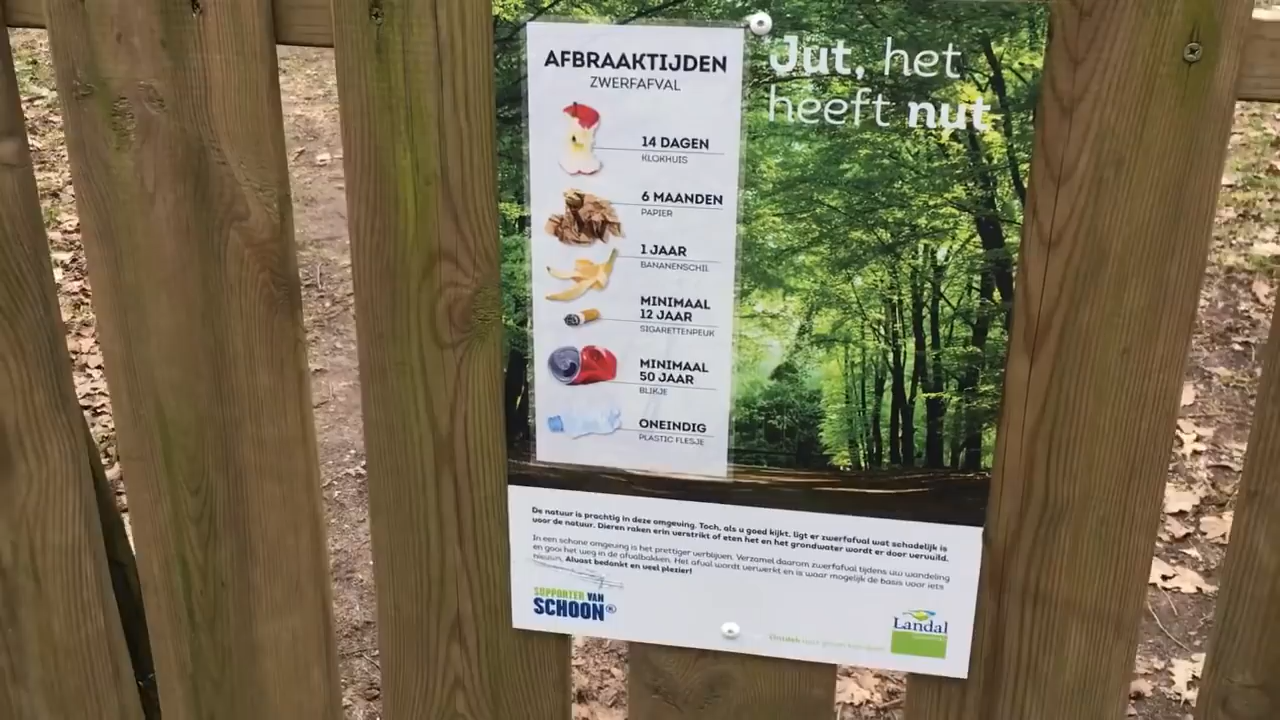 AFBRAAKTIJDEN
ZWERFAFVAL
14 DAGEN
KLOKHUIS
6 MAANDEN
PAPIER
1 JAAR
BANANENSCHIL
MINIMAAL
12 JAAR
SIGARETTENPEUK
MINIMAAL
50 JAAR
BLIKJE
ONEINDIG
PLASTIC FLESJE
Jut, het
heeft nut
De natuur is prachtig in deze omgeving. Toch, als u goed kijkt, ligt er zwerfafval wat schadelijk is
voor de natuur. Dieren raken erin verstrikt of eten het en het grondwater wordt er door vervuild.
In een schone omgeving is het prettiger verblijven. Verzamel daarom zwerfafval tijdens uw wandeling
en gooi het weg in de afvalbakken. Het afval wordt verwerkt en is waar mogelijk de basis voor iets
nieuws. Alvast bedankt en veel plezier!
SUPPORTER VAN
SCHOON®
Landal